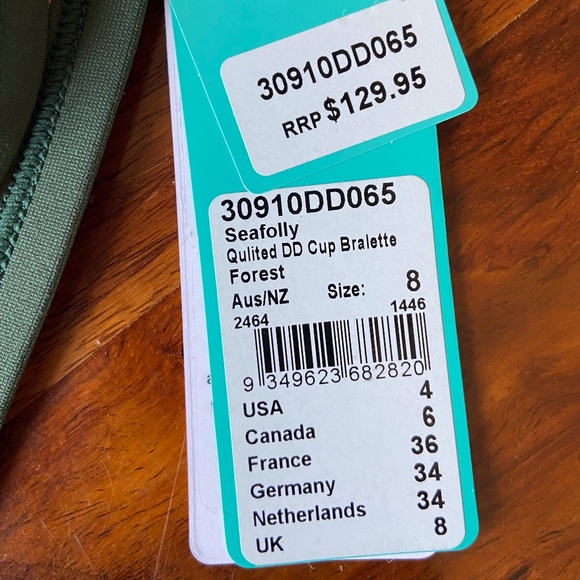 30910DD065
RRP $129.95
30910DD065
Seafolly
Qulited DD Cup Bralette
Forest
Aus/NZ Size: 8
2464 1446
9 349623 682820
USA 4
Canada 6
France 36
Germany 34
Netherlands 34
UK 8